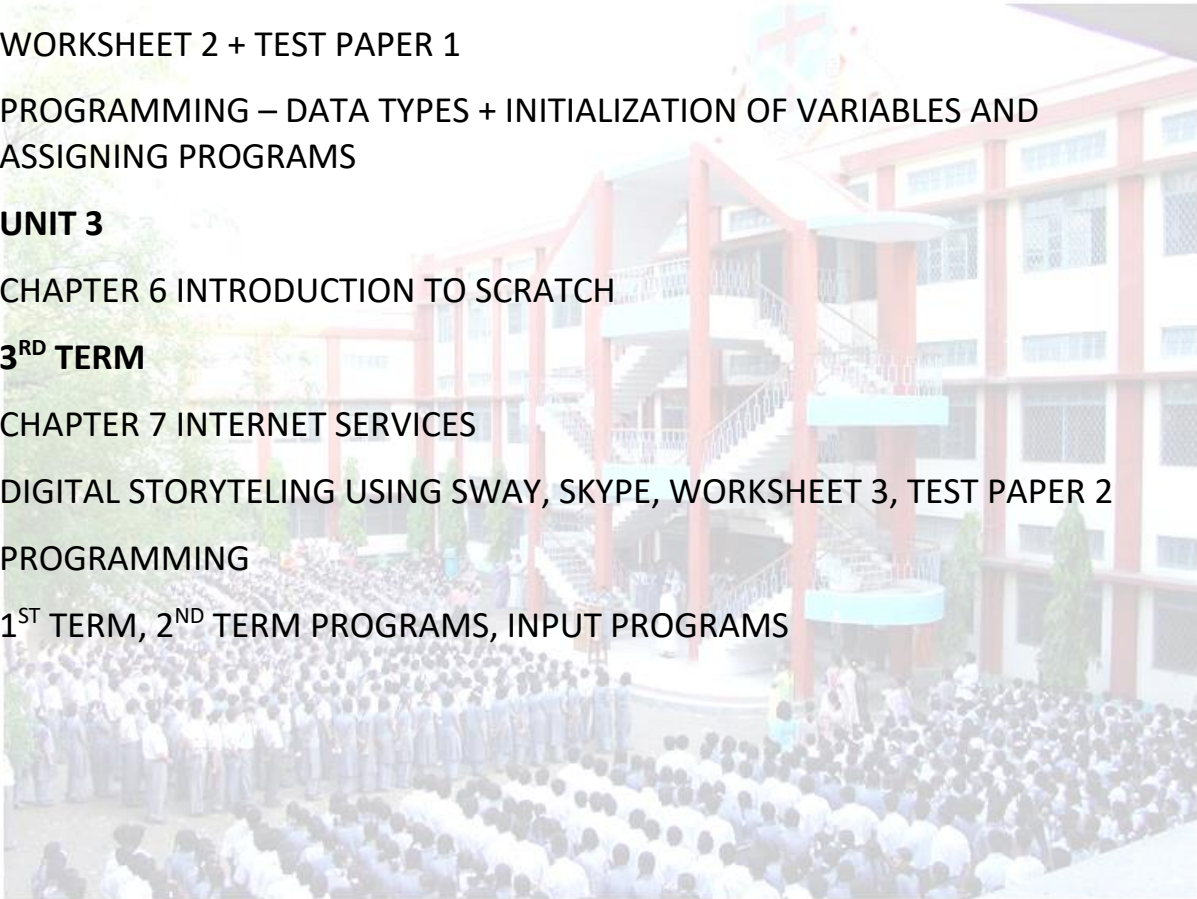 WORKSHEET 2 + TEST PAPER 1
PROGRAMMING – DATA TYPES + INITIALIZATION OF VARIABLES AND
ASSIGNING PROGRAMS
UNIT 3
CHAPTER 6 INTRODUCTION TO SCRATCH
3RD TERM
CHAPTER 7 INTERNET SERVICES
DIGITAL STORYTELING USING SWAY, SKYPE, WORKSHEET 3, TEST PAPER 2
PROGRAMMING
1ST TERM, 2ND TERM PROGRAMS, INPUT PROGRAMS